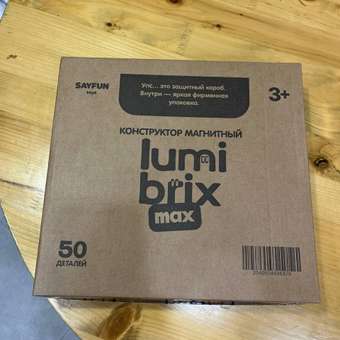 SAYFUN
toys
Упс... это защитный короб.
Внутри — яркая фирменная
упаковка.
3+
КОНСТРУКТОР МАГНИТНЫЙ
lumi
brix
max
50
ДЕТАЛЕЙ